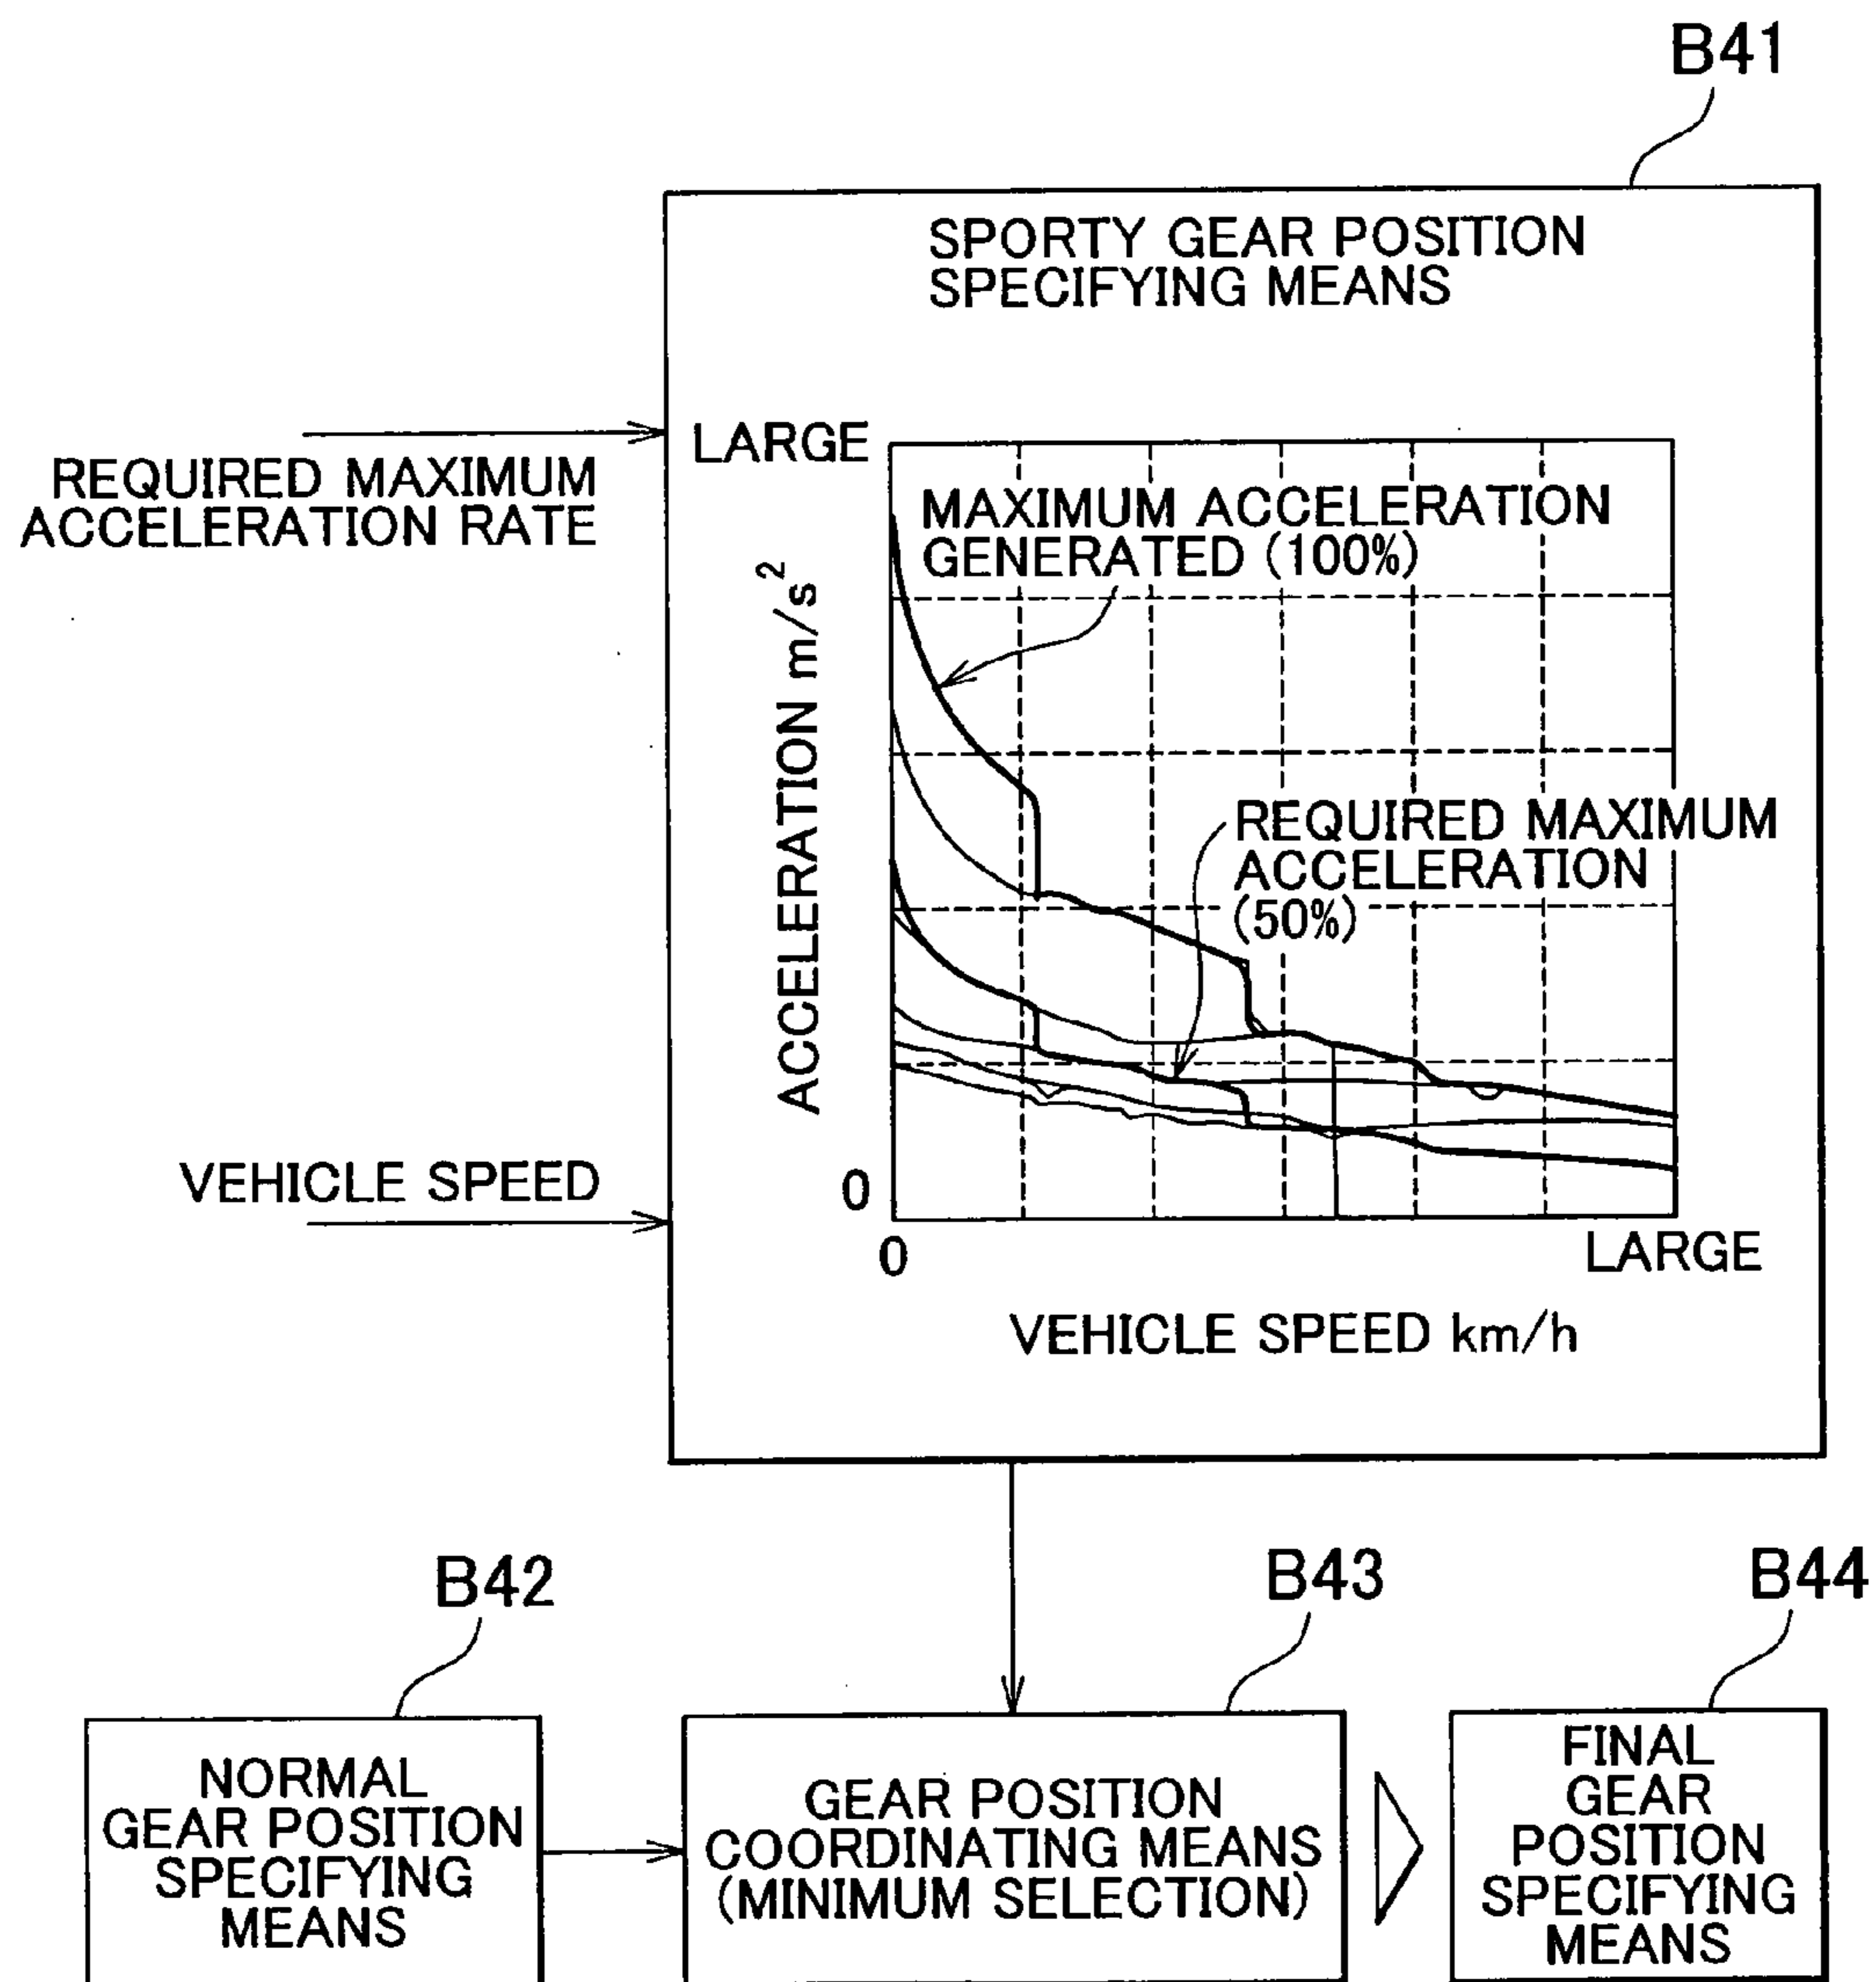 B41
SPORTY GEAR POSITION
SPECIFYING MEANS
REQUIRED MAXIMUM
ACCELERATION RATE
LARGE
MAXIMUM ACCELERATION
GENERATED (100%)
ACCELERATION m/s²
REQUIRED MAXIMUM
ACCELERATION
(50%)
VEHICLE SPEED
0
0
LARGE
VEHICLE SPEED km/h
B42
B43
B44
NORMAL
GEAR POSITION
SPECIFYING
MEANS
GEAR POSITION
COORDINATING MEANS
(MINIMUM SELECTION)
FINAL
GEAR
POSITION
SPECIFYING
MEANS